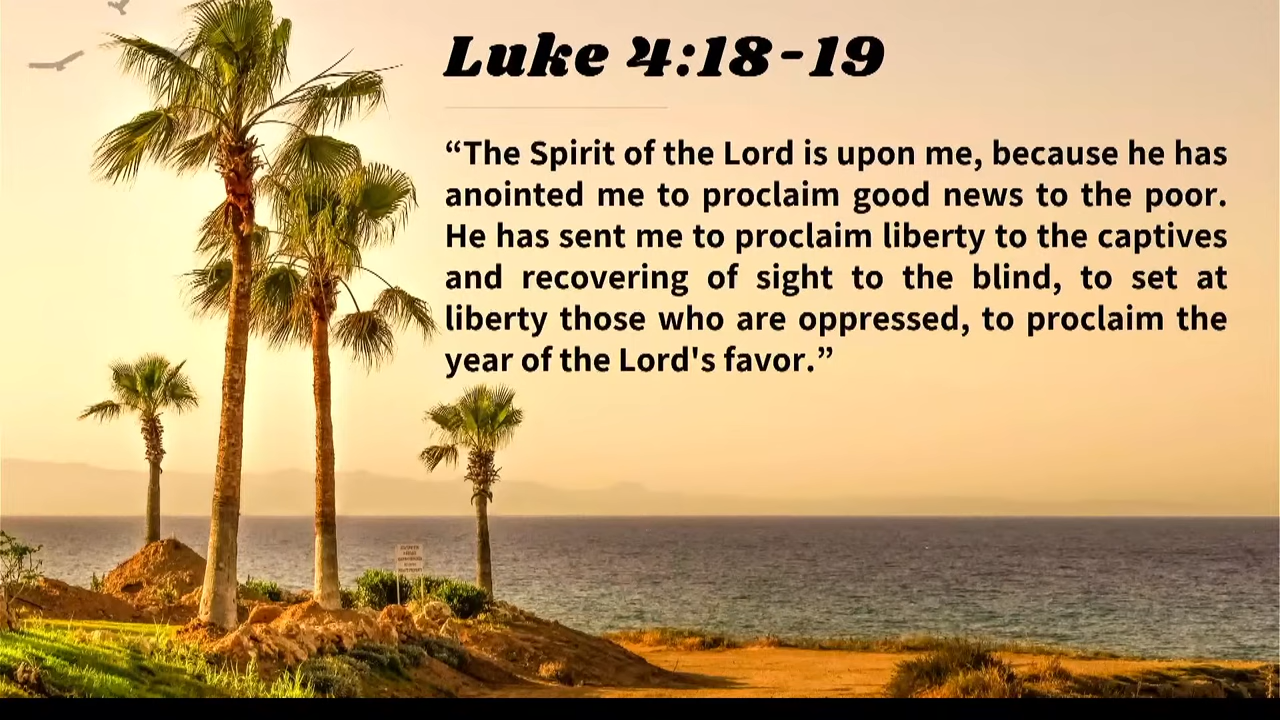 Luke 4:18-19
“The Spirit of the Lord is upon me, because he has
anointed me to proclaim good news to the poor.
He has sent me to proclaim liberty to the captives
and recovering of sight to the blind, to set at
liberty those who are oppressed, to proclaim the
year of the Lord's favor.”